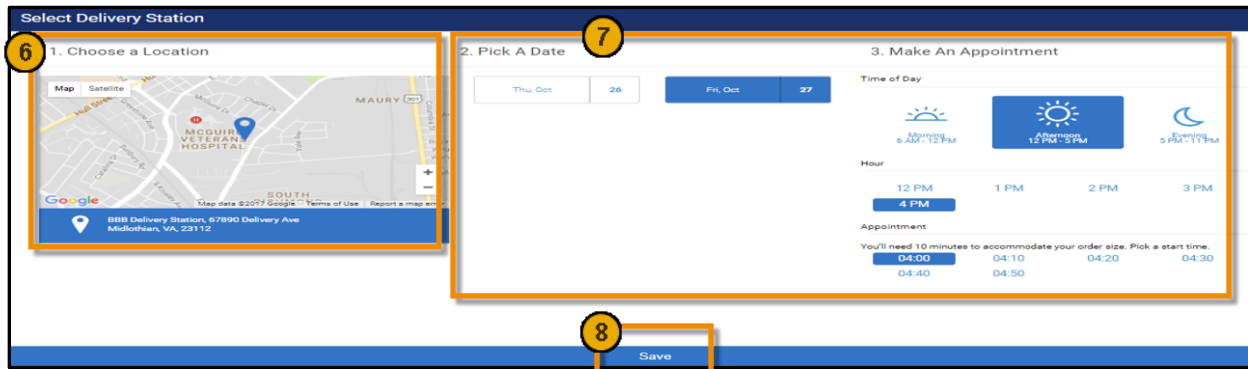 Select Delivery Station
6
1. Choose a Location
Map Satellite
MAURY
301
MCGUIRE
VETERANS
HOSPITAL
SOUTH
Google
Map data ©2017 Google Terms of Use Report a map error
BBB Delivery Station, 67890 Delivery Ave
Midlothian, VA, 23112
7
2. Pick A Date
Thu, Oct 26
Fri, Oct 27
3. Make An Appointment
Time of Day
Morning
6 AM - 12 PM
Afternoon
12 PM - 5 PM
Evening
5 PM - 11 PM
Hour
12 PM 1 PM 2 PM 3 PM
4 PM
Appointment
You'll need 10 minutes to accommodate your order size. Pick a start time.
04:00 04:10 04:20 04:30
04:40 04:50
8
Save